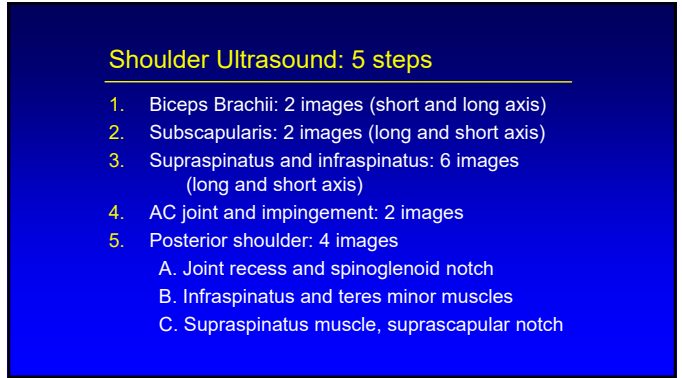 Shoulder Ultrasound: 5 steps
1. Biceps Brachii: 2 images (short and long axis)
2. Subscapularis: 2 images (long and short axis)
3. Supraspinatus and infraspinatus: 6 images
(long and short axis)
4. AC joint and impingement: 2 images
5. Posterior shoulder: 4 images
A. Joint recess and spinoglenoid notch
B. Infraspinatus and teres minor muscles
C. Supraspinatus muscle, suprascapular notch